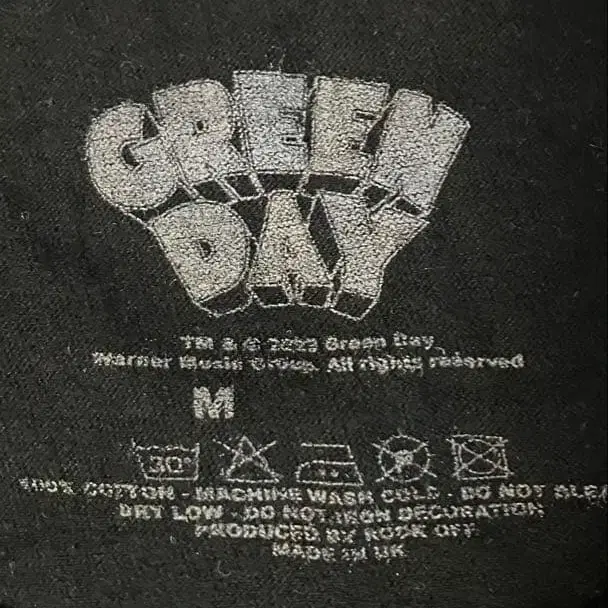 GREEN
DAY
TM & © 2023 Green Day
Warner Music Group. All rights reserved
M
30°
100% COTTON - MACHINE WASH COLD - DO NOT BLEA
DRY LOW - DO NOT IRON DECORATION
PRODUCED BY ROCK OFF
MADE IN UK